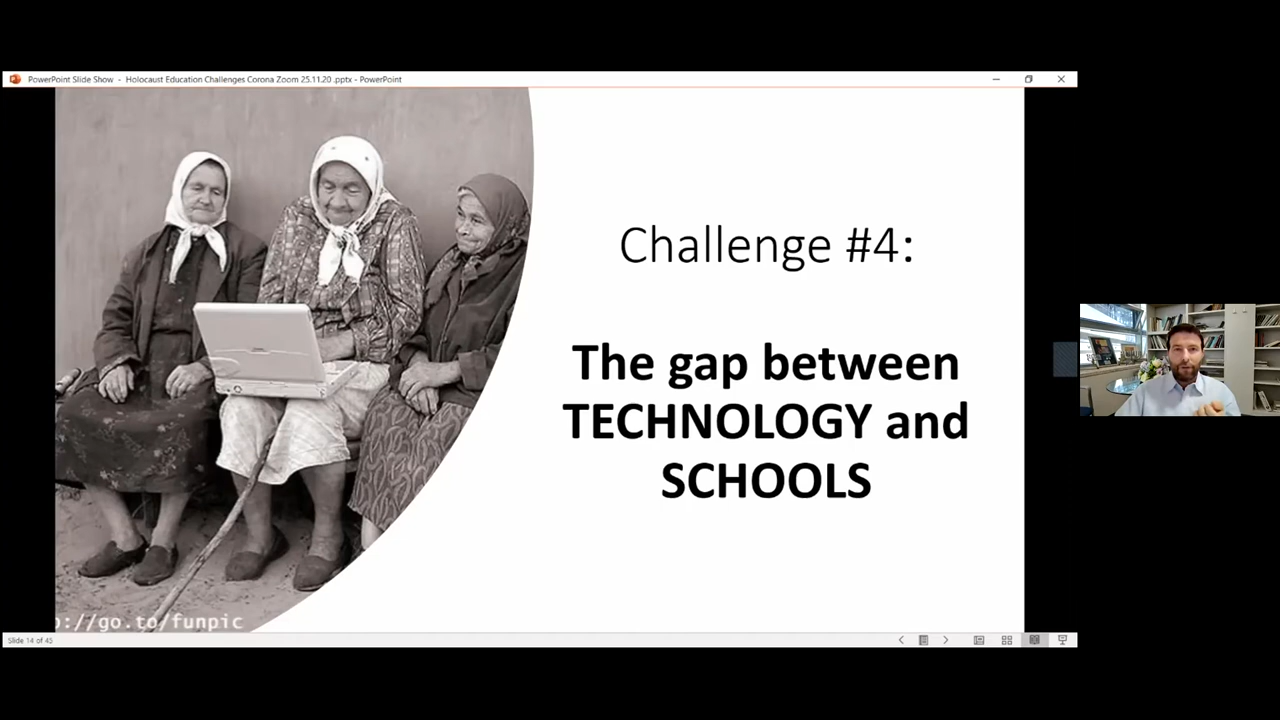 PowerPoint Slide Show - Holocaust Education Challenges Corona Zoom 25.11.20 .pptx - PowerPoint
Challenge #4:
The gap between
TECHNOLOGY and
SCHOOLS
://go.to/funpic
Slide 14 of 45